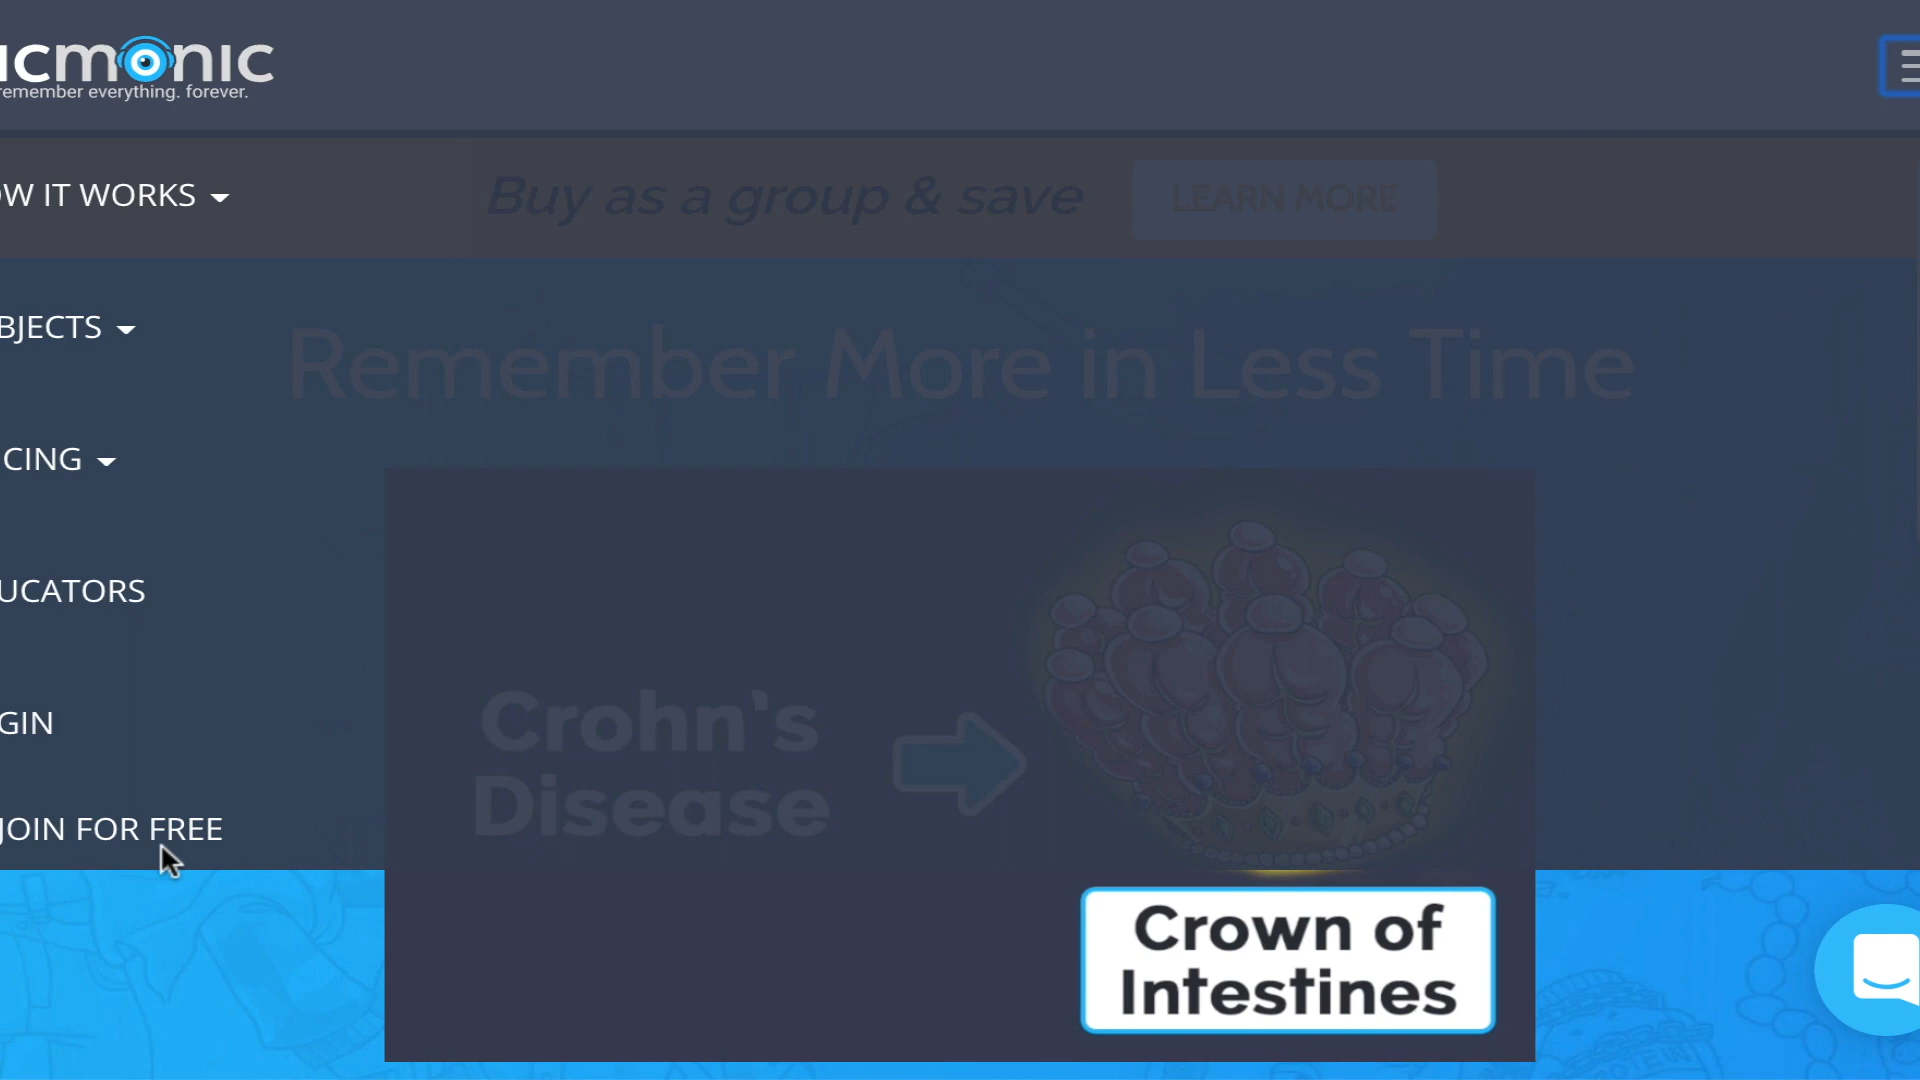 icmonic
remember everything. forever.
OW IT WORKS
Buy as a group & save
LEARN MORE
BJECTS
Remember More in Less Time
CING
UCATORS
Crohn's
Disease
GIN
JOIN FOR FREE
Crown of
Intestines